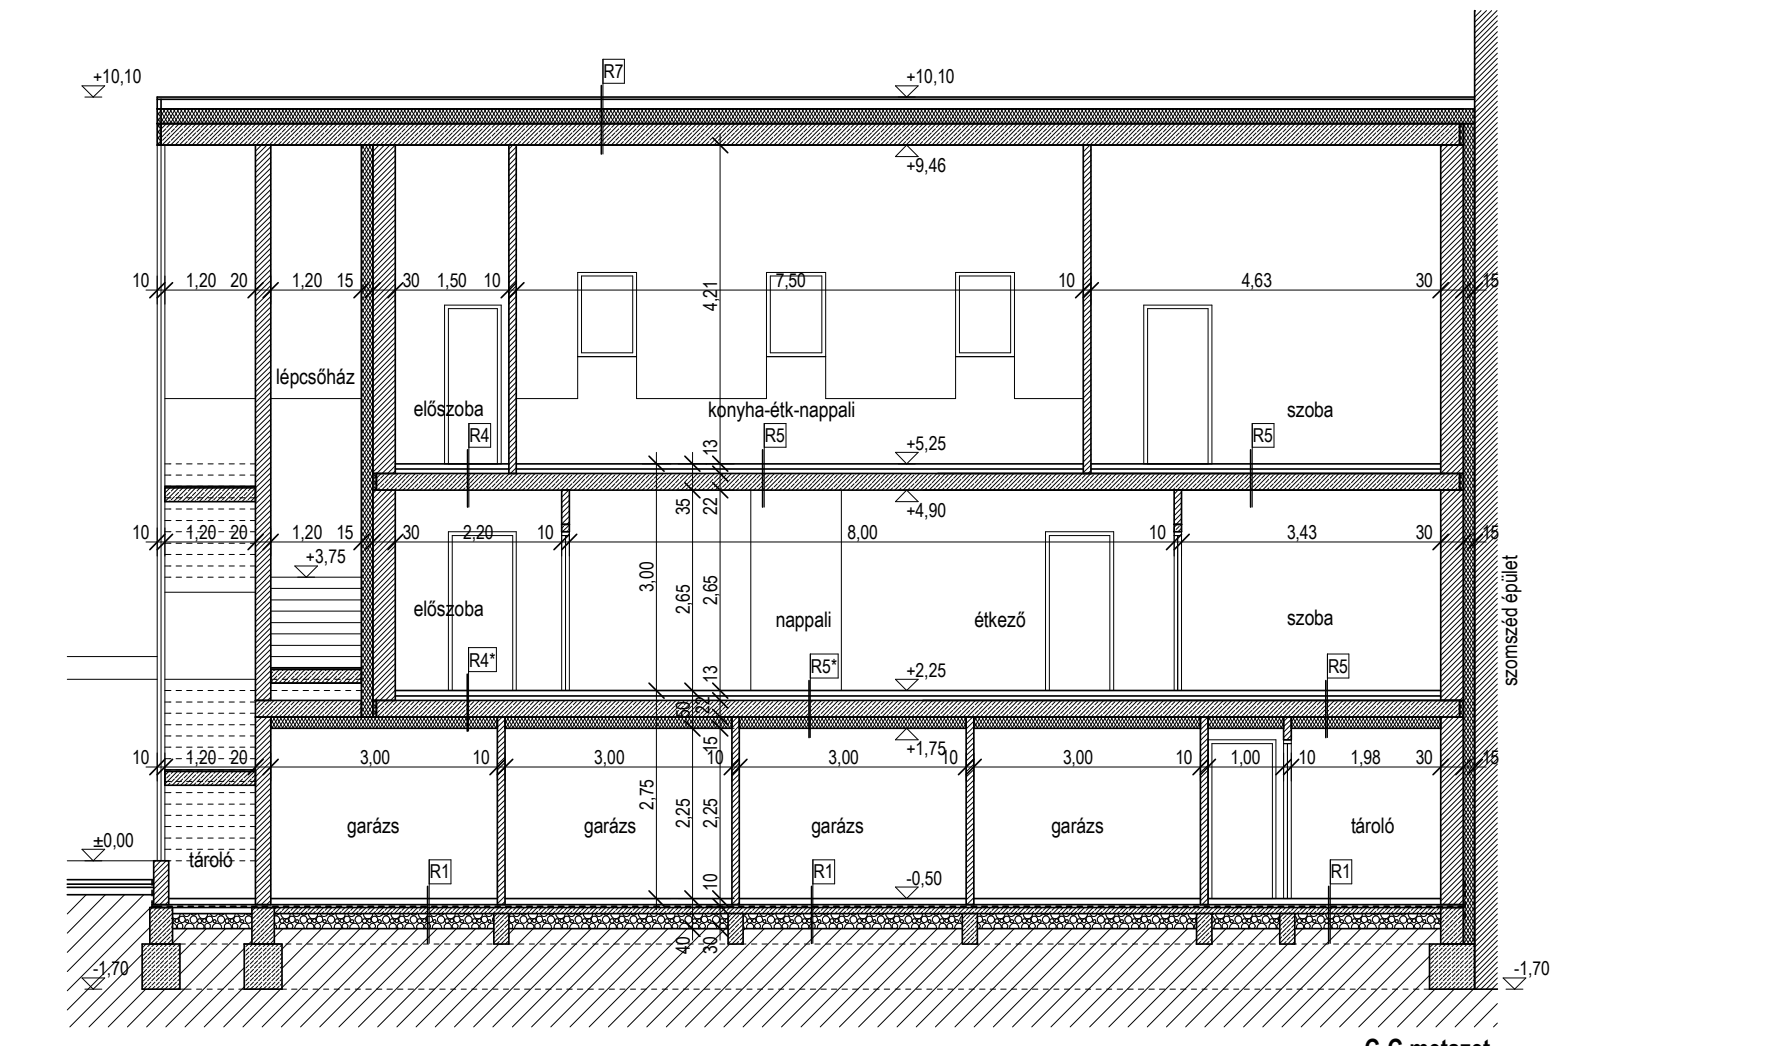 R7
+10,10
+10,10
+9,46
10 1,20 20 1,20 15 30 1,50 10 7,50 10 4,63 30 15
4,21
lépcsőház
előszoba
konyha-étk-nappali
szoba
R4
R5
R5
13
+5,25
35
22
+4,90
10 1,20 20 1,20 15 30 2,20 10 8,00 10 3,43 30 15
+3,75
3,00
2,65
2,65
szomszéd épület
előszoba
nappali
étkező
szoba
R4*
R5*
R5
13
+2,25
50
22
15
+1,75
10 1,20 20 3,00 10 3,00 10 3,00 10 3,00 10 1,00 10 1,98 30 15
2,75
2,25
2,25
garázs
garázs
garázs
garázs
tároló
±0,00
tároló
R1
R1
R1
10
-0,50
40
30
-1,70
-1,70